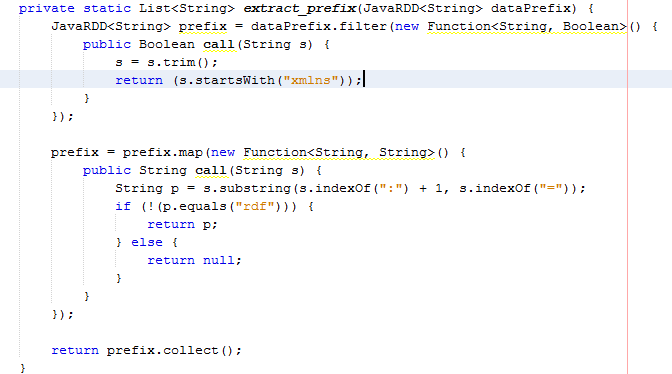 private static List<String> extract_prefix(JavaRDD<String> dataPrefix) {
JavaRDD<String> prefix = dataPrefix.filter(new Function<String, Boolean>() {
public Boolean call(String s) {
s = s.trim();
return (s.startsWith("xmlns"));
}
});
prefix = prefix.map(new Function<String, String>() {
public String call(String s) {
String p = s.substring(s.indexOf(":") + 1, s.indexOf("="));
if (!(p.equals("rdf"))) {
return p;
} else {
return null;
}
}
});
return prefix.collect();
}